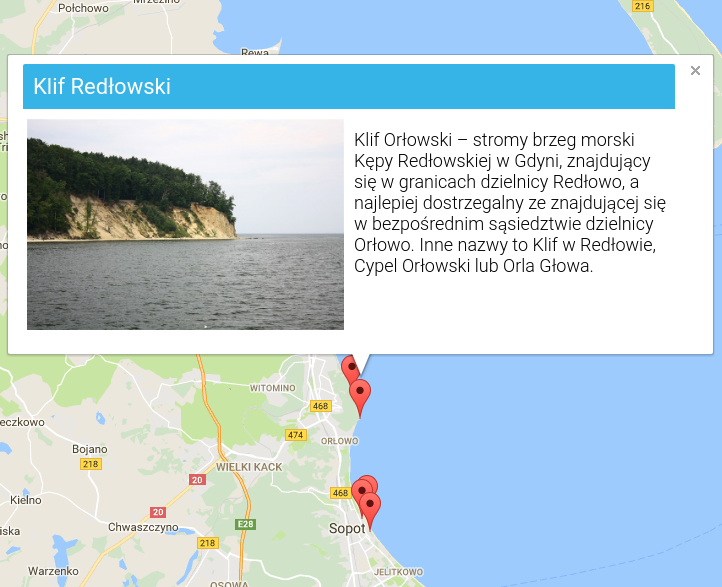 Połchowo
Mrzezino
216
Rewa
Klif Redłowski
×
Klif Orłowski – stromy brzeg morski
Kępy Redłowskiej w Gdyni, znajdujący
się w granicach dzielnicy Redłowo, a
najlepiej dostrzegalny ze znajdującej się
w bezpośrednim sąsiedztwie dzielnicy
Orłowo. Inne nazwy to Klif w Redłowie,
Cypel Orłowski lub Orla Głowa.
WITOMINO
468
474
ORŁOWO
Bojano
218
WIELKI KACK
20
468
Kielno
20
Chwaszczyno
E28
Sopot
218
Warzenko
JELITKOWO
OSOWA